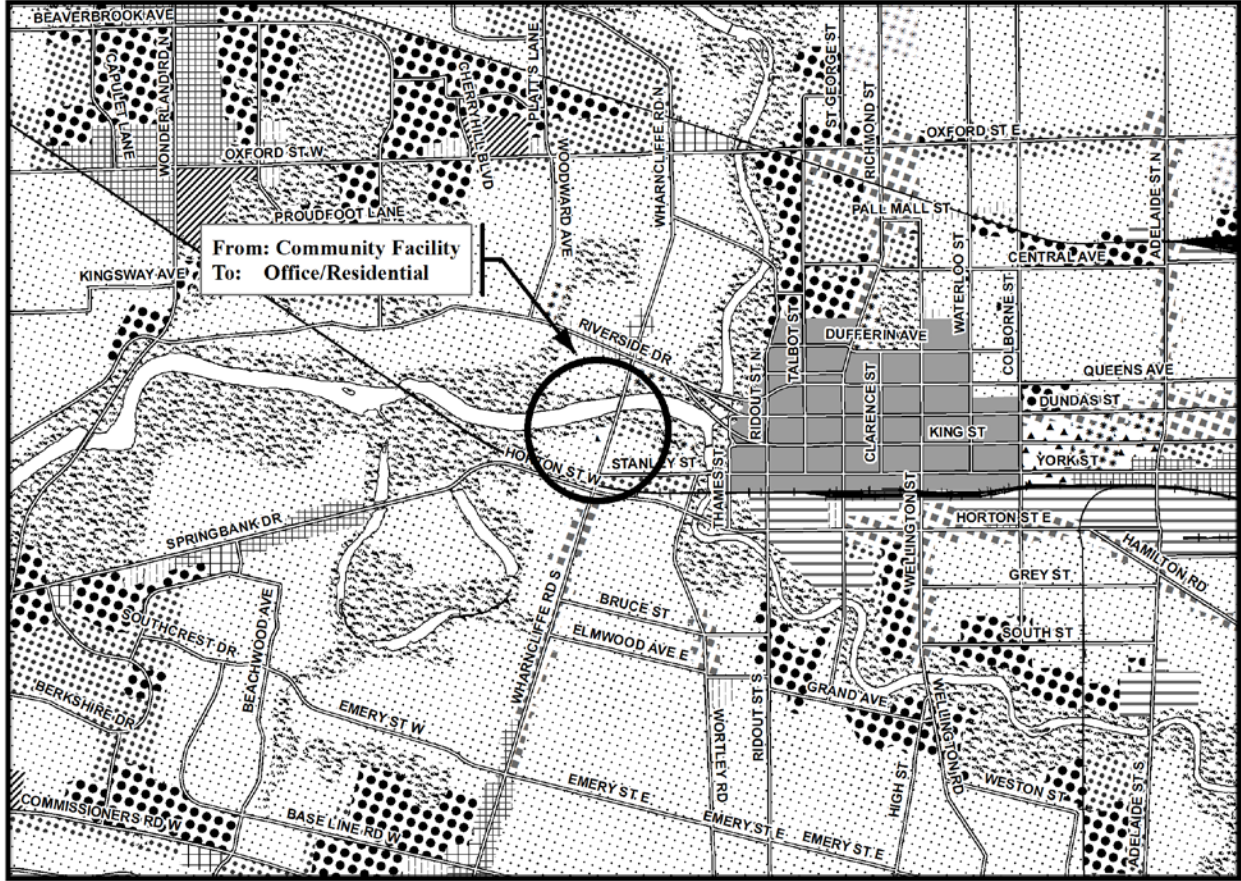 BEAVERBROOK AVE
CAPULET LANE
WONDERLAND RD N
CHERRYHILL BLVD
PLATT'S LANE
WOODWARD AVE
WHARNCLIFFE RD N
ST GEORGE ST
RICHMOND ST
OXFORD ST E
OXFORD ST W
ADELAIDE ST N
PROUDFOOT LANE
PALL MALL ST
WATERLOO ST
CENTRAL AVE
COLBORNE ST
From: Community Facility
To: Office/Residential
KINGSWAY AVE
RIVERSIDE DR
TALBOT ST
DUFFERIN AVE
RIDOUT ST N
CLARENCE ST
QUEENS AVE
DUNDAS ST
KING ST
YORK ST
STANLEY ST
HORTON ST W
THAMES ST
WELLINGTON ST
HORTON ST E
HAMILTON RD
SPRINGBANK DR
GREY ST
BRUCE ST
SOUTH ST
ELMWOOD AVE E
SOUTHCREST DR
BEACHWOOD AVE
WHARNCLIFFE RD S
BERKSHIRE DR
GRAND AVE
EMERY ST W
WORTLEY RD
RIDOUT ST S
WELLINGTON RD
HIGH ST
WESTON ST
EMERY ST E
ADELAIDE ST S
COMMISSIONERS RD W
BASE LINE RD W
EMERY ST E
EMERY ST E